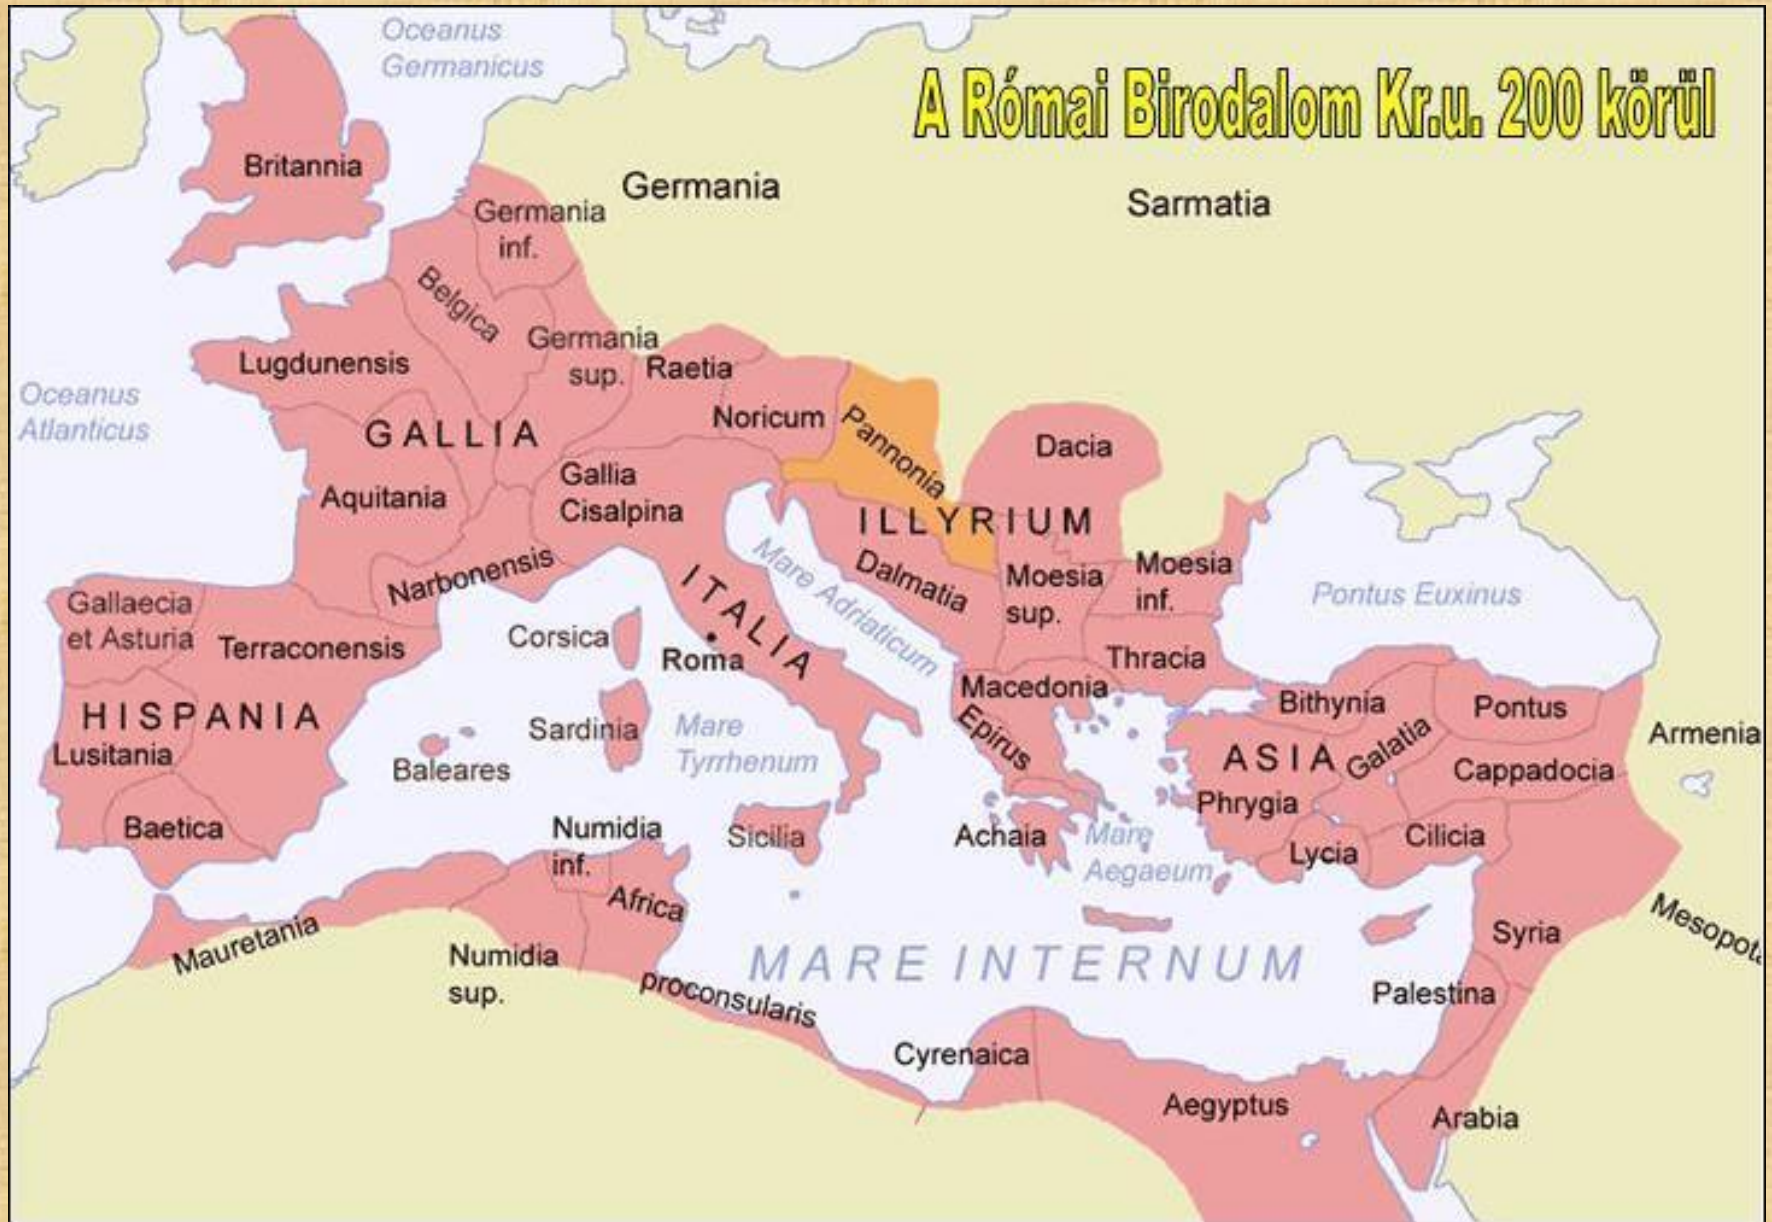 Oceanus
Germanicus
A Római Birodalom Kr.u. 200 körül
Britannia
Germania
Sarmatia
Germania
inf.
Belgica
Germania
sup.
Lugdunensis
Raetia
Oceanus
Atlanticus
Noricum
Pannonia
GALLIA
Dacia
Gallia
Cisalpina
Aquitania
ILLYRIUM
Narbonensis
Mare Adriaticum
Dalmatia
Moesia
sup.
Moesia
inf.
Pontus Euxinus
Gallaecia
et Asturia
Terraconensis
Corsica
ITALIA
Roma
Thracia
Macedonia
Bithynia
Pontus
HISPANIA
Sardinia
Mare
Tyrrhenum
Epirus
Armenia
Lusitania
Baleares
ASIA
Galatia
Cappadocia
Phrygia
Baetica
Numidia
inf.
Sicilia
Achaia
Mare
Aegaeum
Lycia
Cilicia
Africa
Mauretania
Numidia
sup.
proconsularis
MARE INTERNUM
Syria
Mesopota
Palestina
Cyrenaica
Aegyptus
Arabia